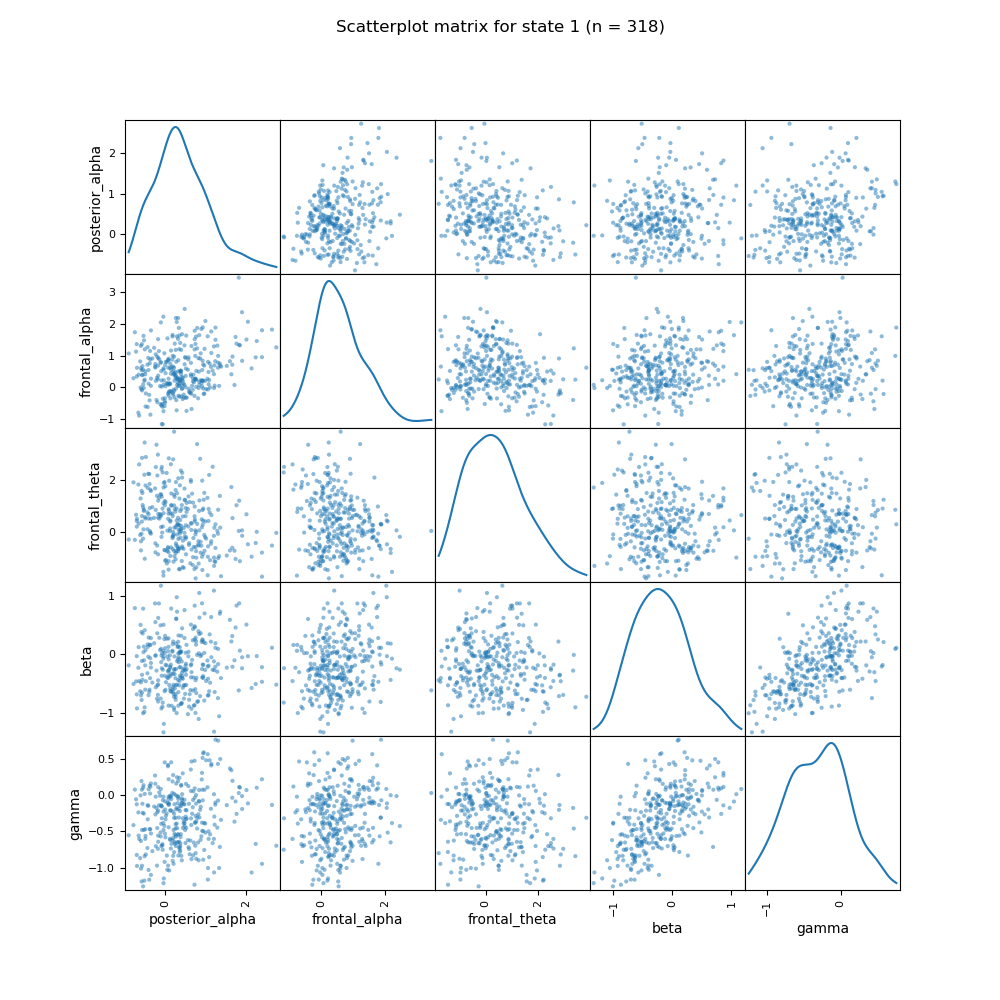 Scatterplot matrix for state 1 (n = 318)
posterior_alpha
2
1
0
frontal_alpha
3
2
1
0
−1
frontal_theta
2
0
beta
1
0
−1
gamma
0.5
0.0
−0.5
−1.0
0 2 0 2 0 2 −1 0 1 −1 0
posterior_alpha frontal_alpha frontal_theta beta gamma